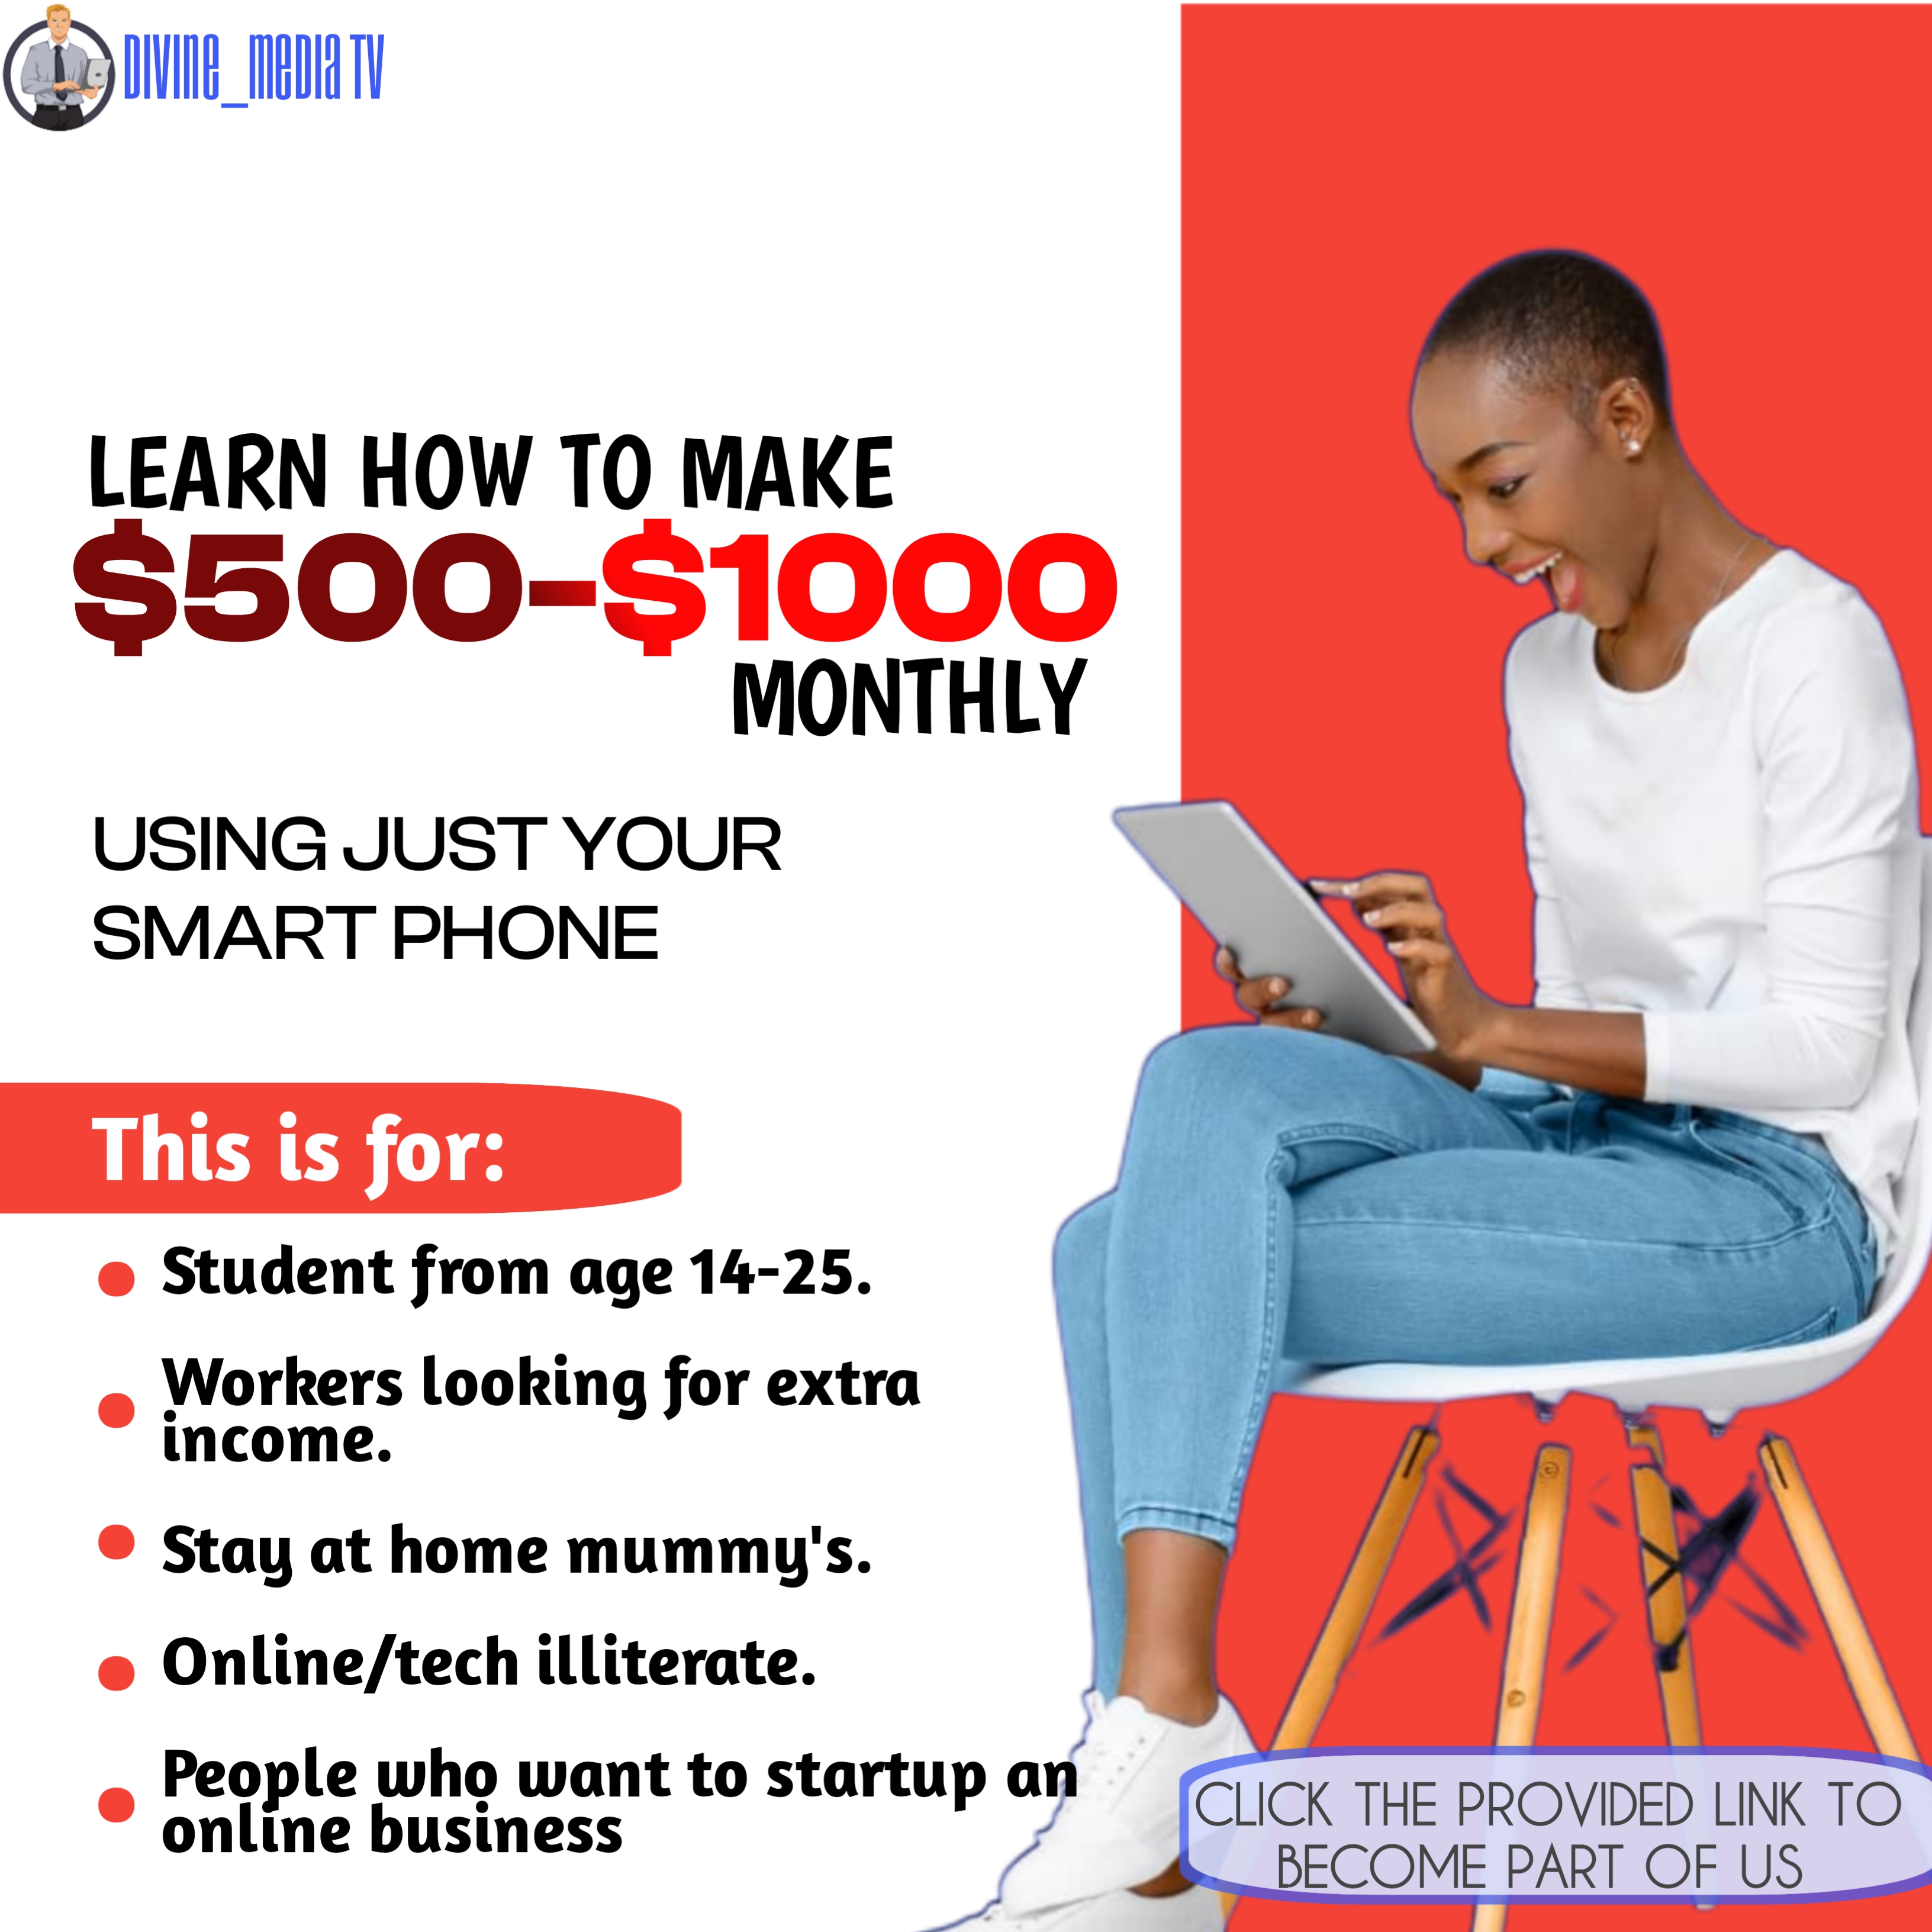 DIVINE_MEDIA TV
LEARN HOW TO MAKE
$500-$1000
MONTHLY
USING JUST YOUR
SMART PHONE
This is for:
Student from age 14-25.
Workers looking for extra
income.
Stay at home mummy's.
Online/tech illiterate.
People who want to startup an
online business
CLICK THE PROVIDED LINK TO
BECOME PART OF US